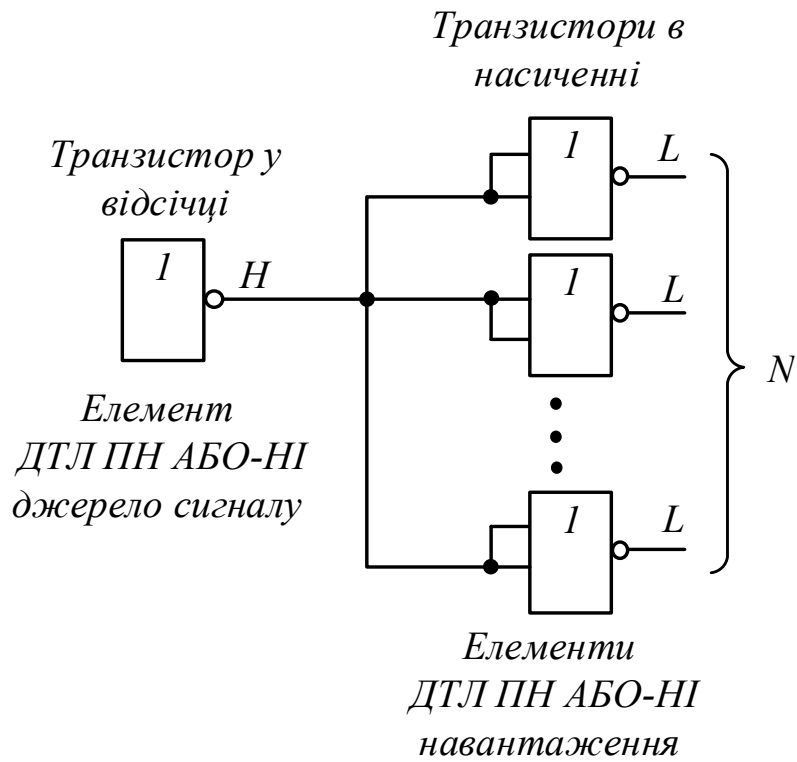 Транзистори в
насиченні
Транзистор у
відсічці
1
H
1
L
1
L
N
1
L
Елемент
ДТЛ ПН АБО-НІ
джерело сигналу
Елементи
ДТЛ ПН АБО-НІ
навантаження